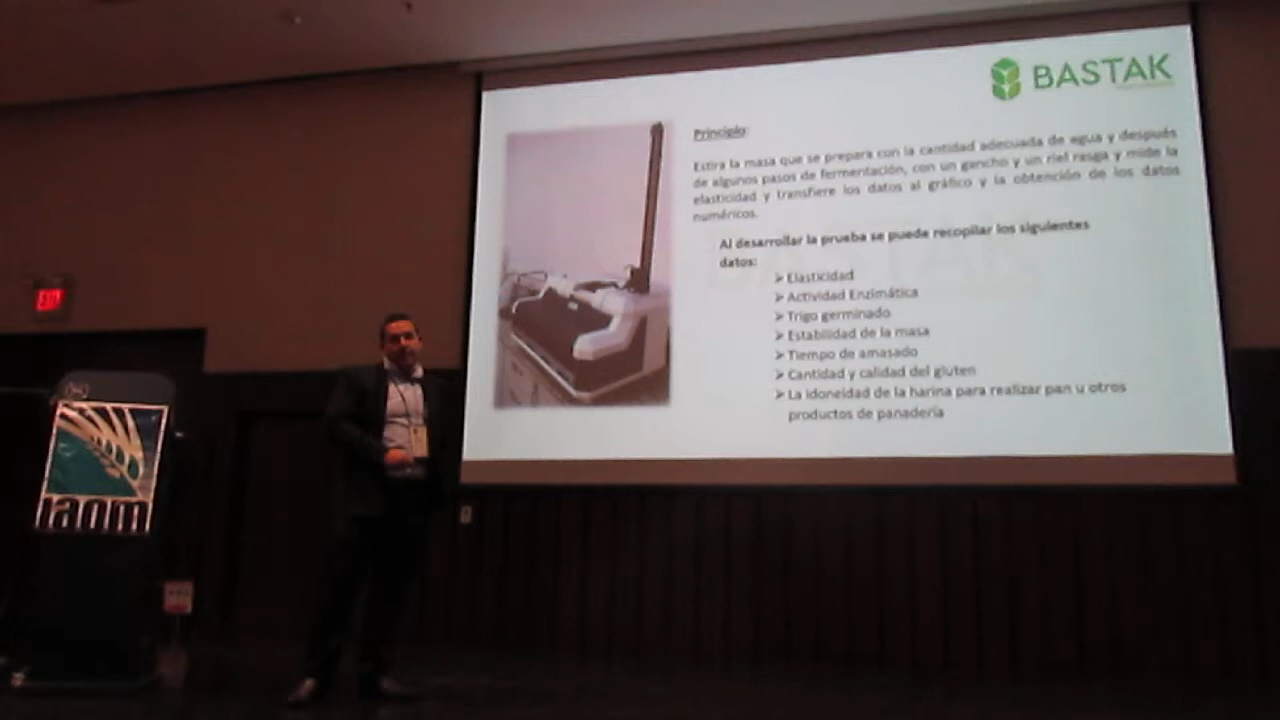 BASTAK
Principio
Estira la masa que se prepara con la cantidad adecuada de agua y después
de algunos pasos de fermentación, con un gancho y un riel rasga y mide la
elasticidad y transfiere los datos al gráfico y la obtención de los datos
numéricos.
Al desarrollar la prueba se puede recopilar los siguientes
datos:
➢ Elasticidad
➢ Actividad Enzimática
➢ Trigo germinado
➢ Estabilidad de la masa
➢ Tiempo de amasado
➢ Cantidad y calidad del gluten
➢ La idoneidad de la harina para realizar pan u otros
productos de panadería
EXIT
iaom